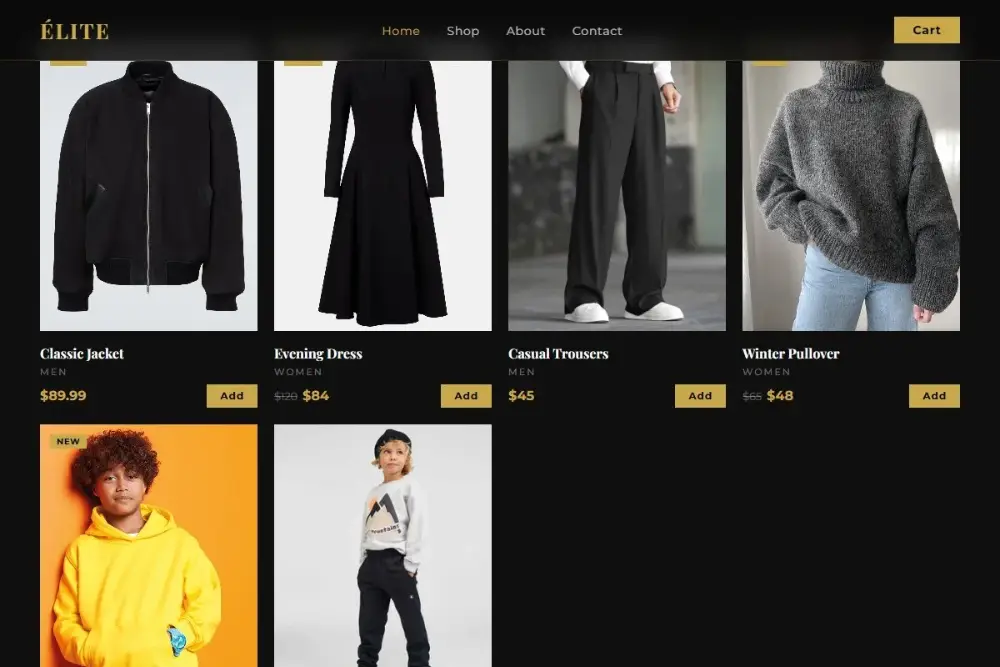 ÉLITE
Home Shop About Contact
Cart
Classic Jacket
MEN
$89.99
Add
Evening Dress
WOMEN
$120 $84
Add
Casual Trousers
MEN
$45
Add
Winter Pullover
WOMEN
$65 $48
Add
NEW